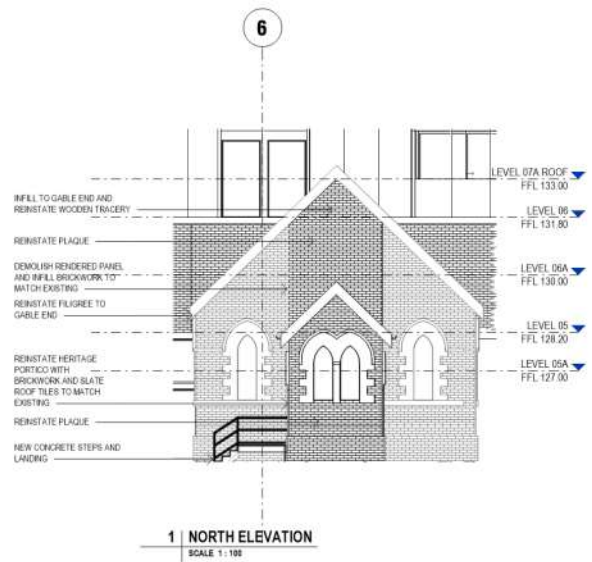 6
LEVEL 07A ROOF
FFL 133.00
INFILL TO GABLE END AND
REINSTATE WOODEN TRACERY
LEVEL 06
FFL 131.80
REINSTATE PLAQUE
DEMOLISH RENDERED PANEL
AND INFILL BRICKWORK TO
MATCH EXISTING
LEVEL 06A
FFL 130.00
REINSTATE FILIGREE TO
GABLE END
LEVEL 05
FFL 128.20
REINSTATE HERITAGE
PORTICO WITH
BRICKWORK AND SLATE
ROOF TILES TO MATCH
EXISTING
LEVEL 05A
FFL 127.00
REINSTATE PLAQUE
NEW CONCRETE STEPS AND
LANDING
1 NORTH ELEVATION
SCALE 1 : 100